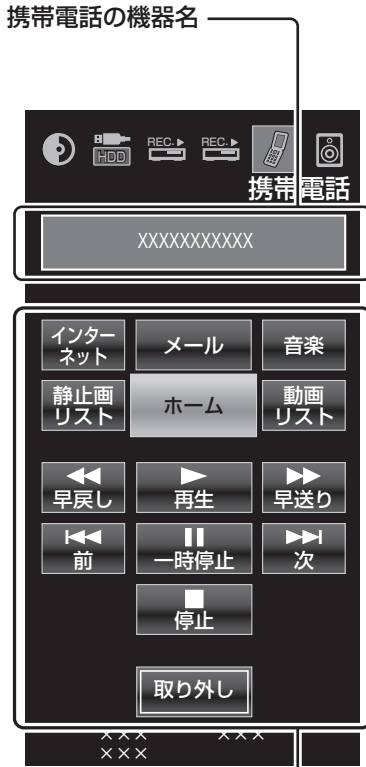 携帯電話の機器名
HDD REC. REC.
携帯電話
XXXXXXXXXXX
インター
ネット
メール
音楽
静止画
リスト
ホーム
動画
リスト
早戻し 再生 早送り
前 一時停止 次
停止
取り外し
××× ×××
×××